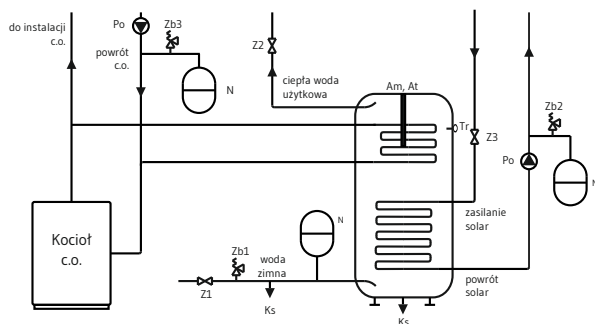 do instalacji
c.o.
Po
Zb3
powrót
c.o.
N
Z2
ciepła woda
użytkowa
Am, At
Tr
Z3
Zb2
Po
N
zasilanie
solar
powrót
solar
Kocioł
c.o.
Z1
Zb1
woda
zimna
N
Ks
Ks